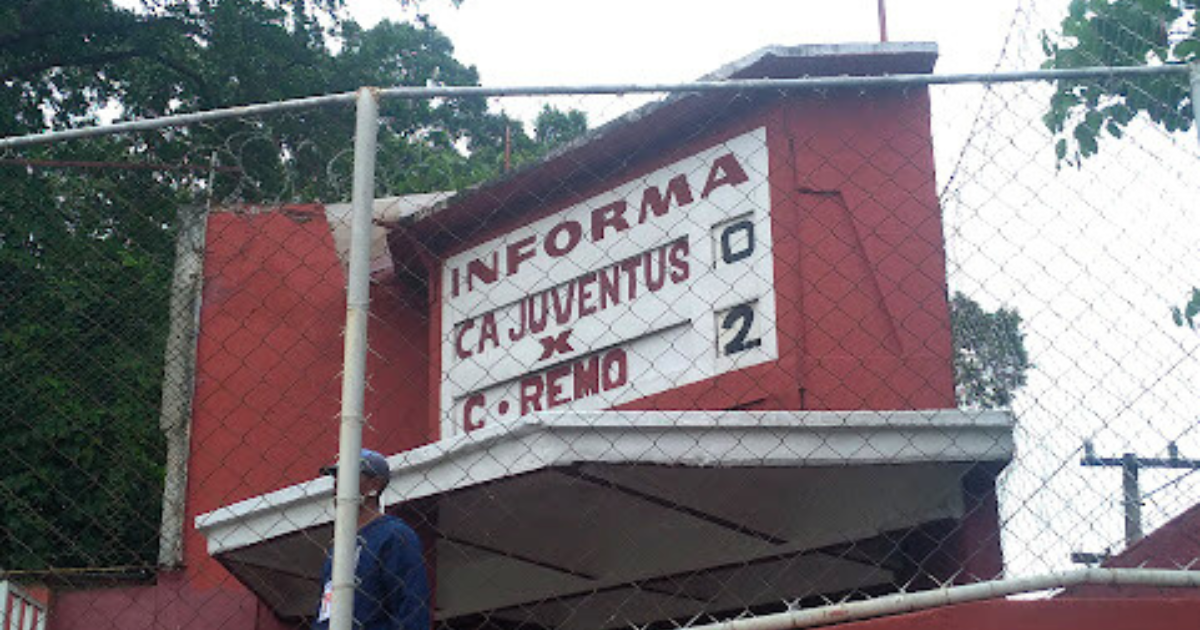 INFORMA
CA JUVENTUS 0
X
C • REMO 2